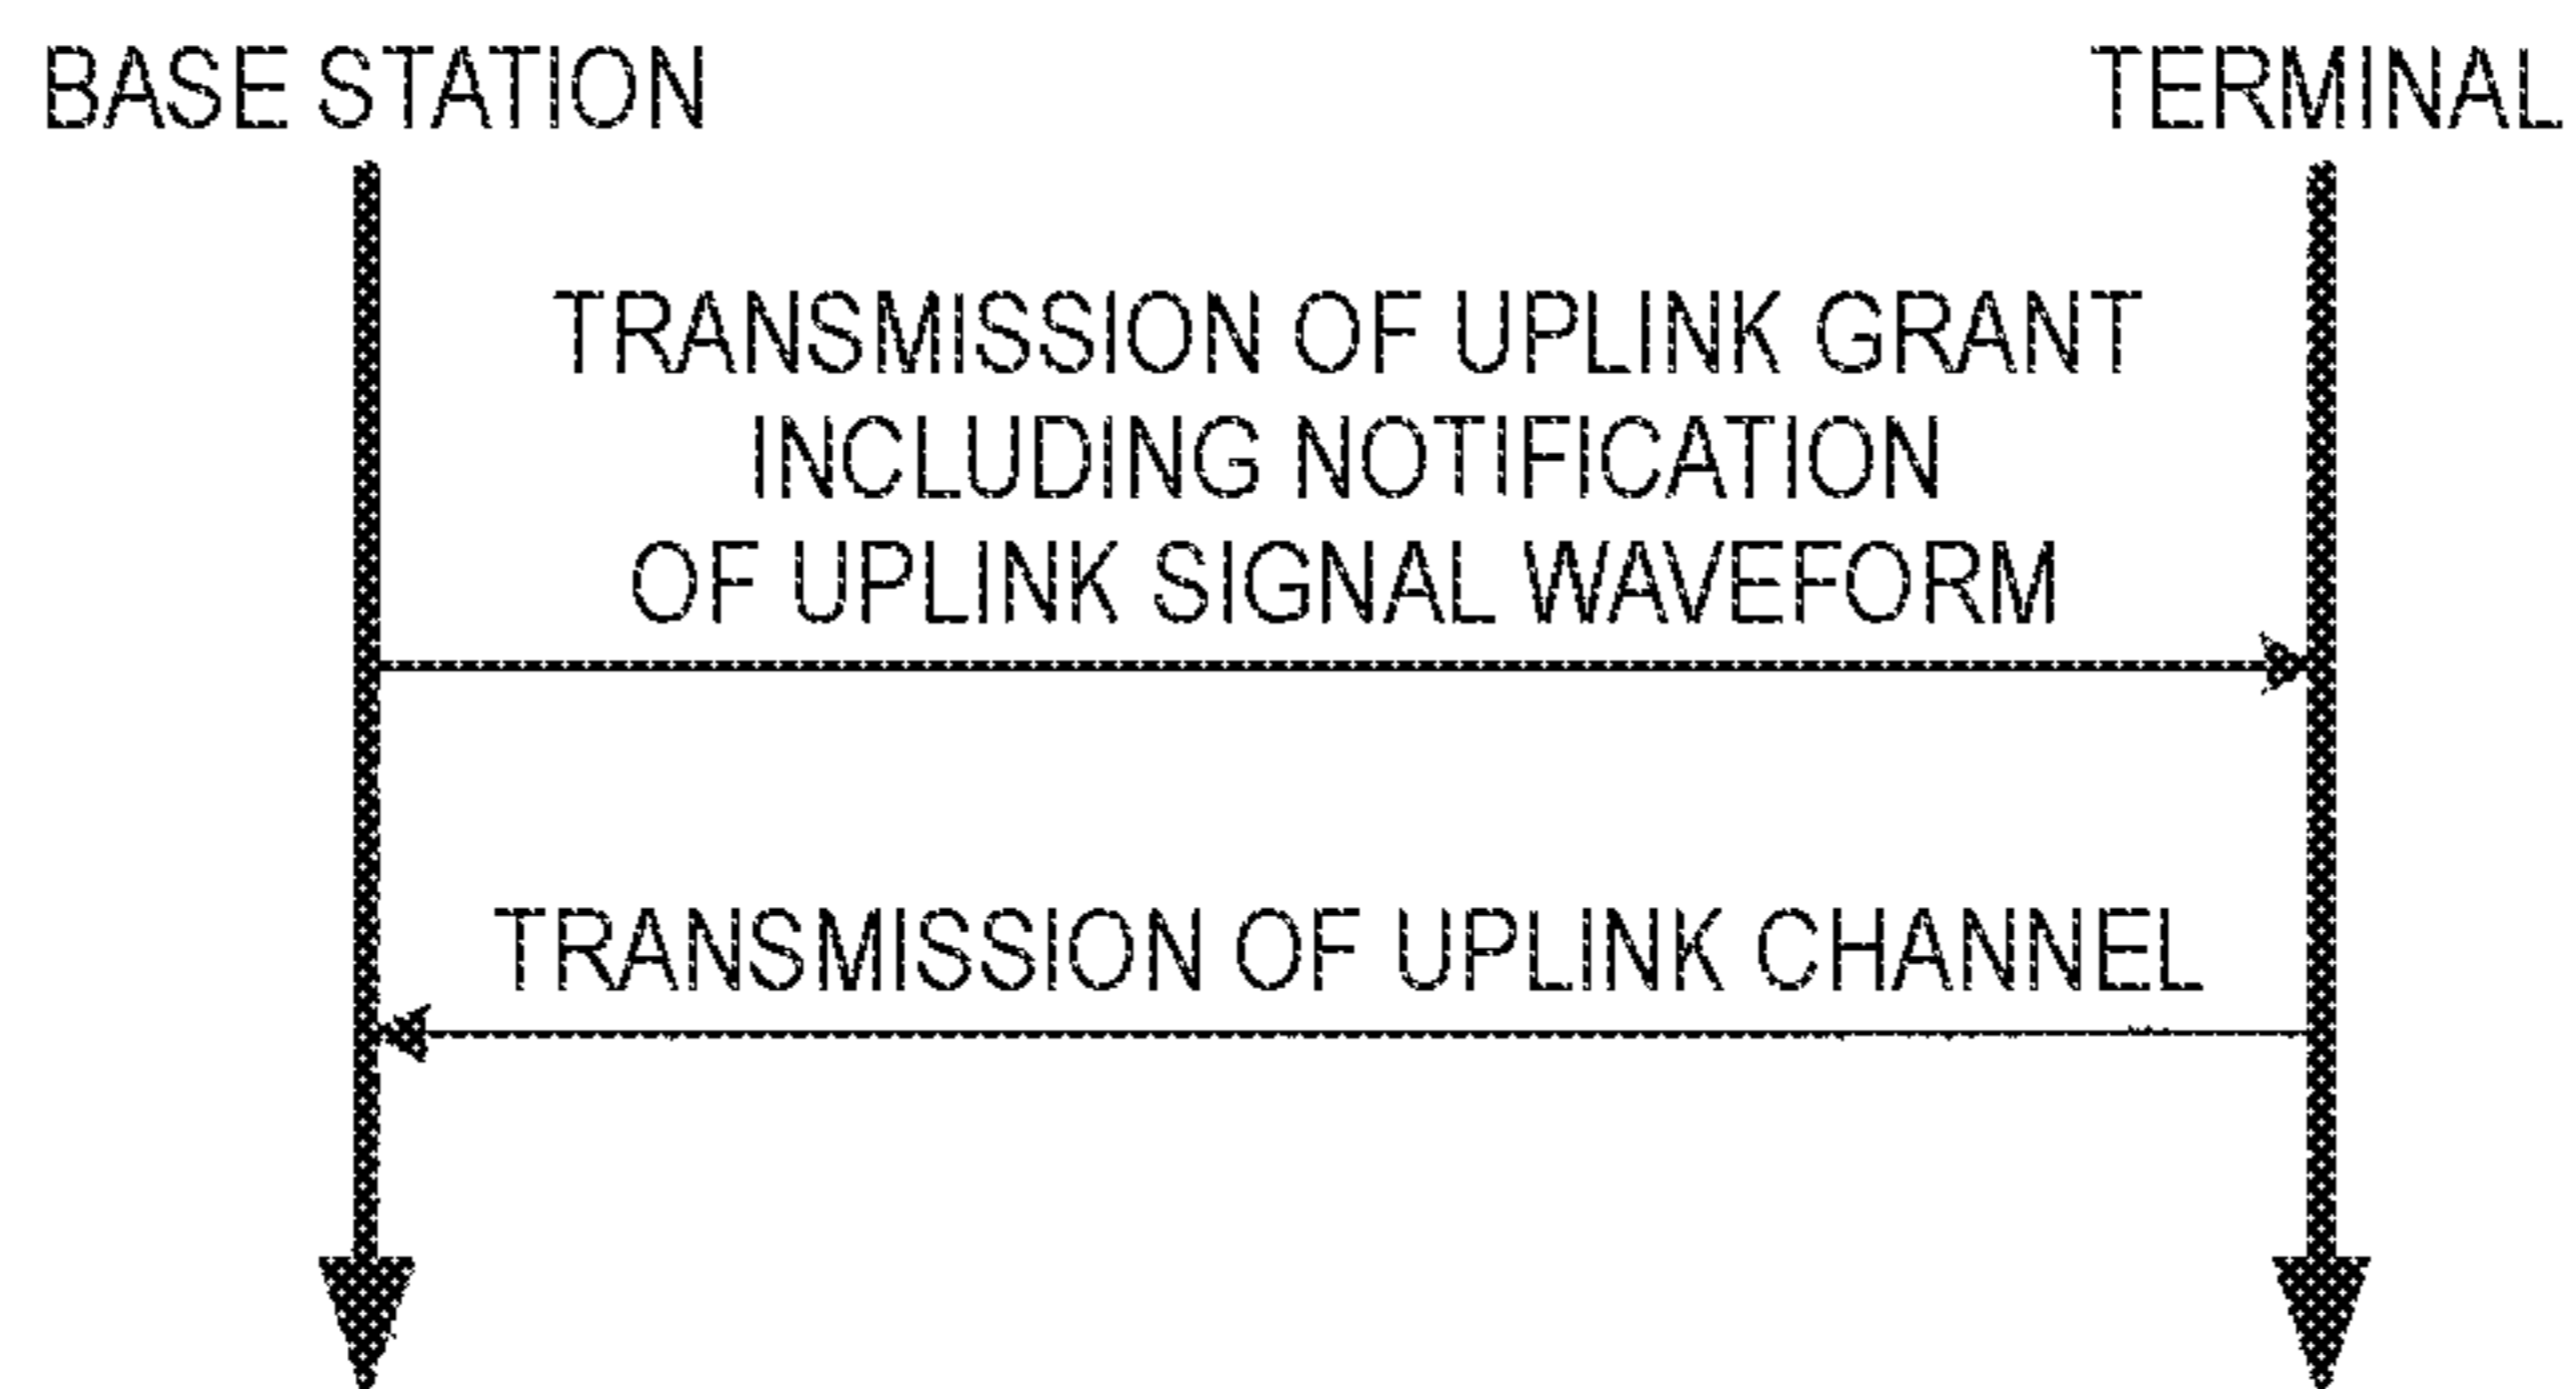 BASE STATION
TERMINAL
TRANSMISSION OF UPLINK GRANT
INCLUDING NOTIFICATION
OF UPLINK SIGNAL WAVEFORM
TRANSMISSION OF UPLINK CHANNEL